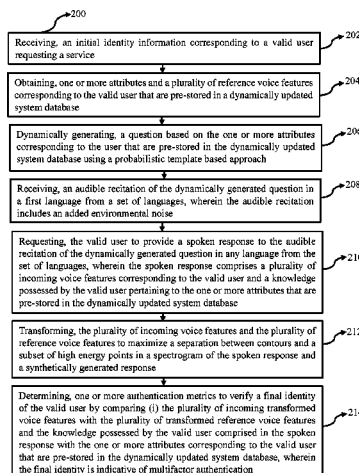 200
Receiving, an initial identity information corresponding to a valid user
requesting a service
202
Obtaining, one or more attributes and a plurality of reference voice features
corresponding to the valid user that are pre-stored in a dynamically updated
system database
204
Dynamically generating, a question based on the one or more attributes
corresponding to the user that are pre-stored in the dynamically updated
system database using a probabilistic template based approach
206
Receiving, an audible recitation of the dynamically generated question in
a first language from a set of languages, wherein the audible recitation
includes an added environmental noise
208
Requesting, the valid user to provide a spoken response to the audible
recitation of the dynamically generated question in any language from the
set of languages, wherein the spoken response comprises a plurality of
incoming voice features corresponding to the valid user and a knowledge
possessed by the valid user pertaining to the one or more attributes that are
pre-stored in the dynamically updated system database
210
Transforming, the plurality of incoming voice features and the plurality of
reference voice features to maximize a separation between contours and a
subset of high energy points in a spectrogram of the spoken response and
a synthetically generated response
212
Determining, one or more authentication metrics to verify a final identity
of the valid user by comparing (i) the plurality of incoming transformed
voice features with the plurality of transformed reference voice features
and the knowledge possessed by the valid user comprised in the spoken
response with the one or more attributes corresponding to the valid user
that are pre-stored in the dynamically updated system database, wherein
the final identity is indicative of multifactor authentication
214